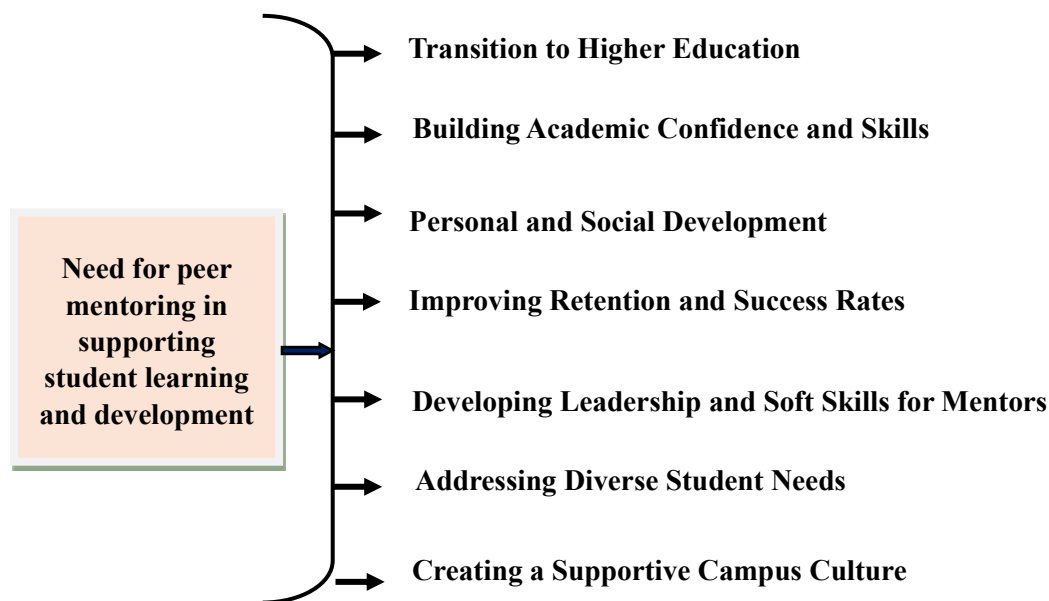 Need for peer
mentoring in
supporting
student learning
and development
Transition to Higher Education
Building Academic Confidence and Skills
Personal and Social Development
Improving Retention and Success Rates
Developing Leadership and Soft Skills for Mentors
Addressing Diverse Student Needs
Creating a Supportive Campus Culture